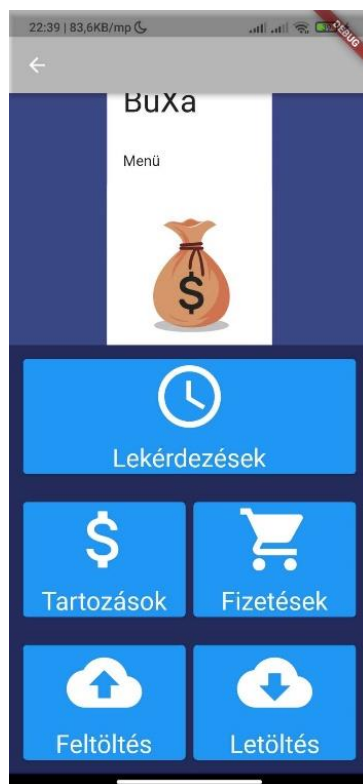 22:39 | 83,6KB/mp
DEBUG
BuXa
Menü
$
Lekérdezések
$
Tartozások
Fizetések
Feltöltés
Letöltés